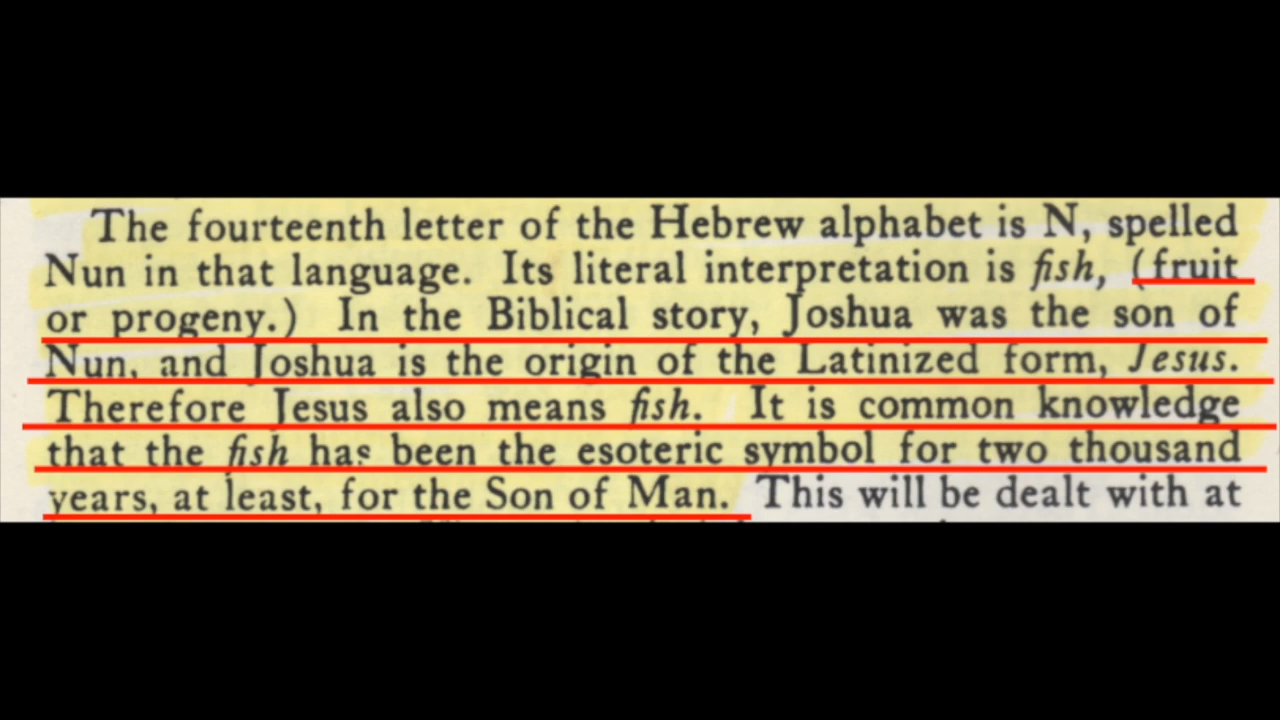 The fourteenth letter of the Hebrew alphabet is N, spelled
Nun in that language. Its literal interpretation is fish, (fruit
or progeny.) In the Biblical story, Joshua was the son of
Nun, and Joshua is the origin of the Latinized form, Jesus.
Therefore Jesus also means fish. It is common knowledge
that the fish has been the esoteric symbol for two thousand
years, at least, for the Son of Man. This will be dealt with at